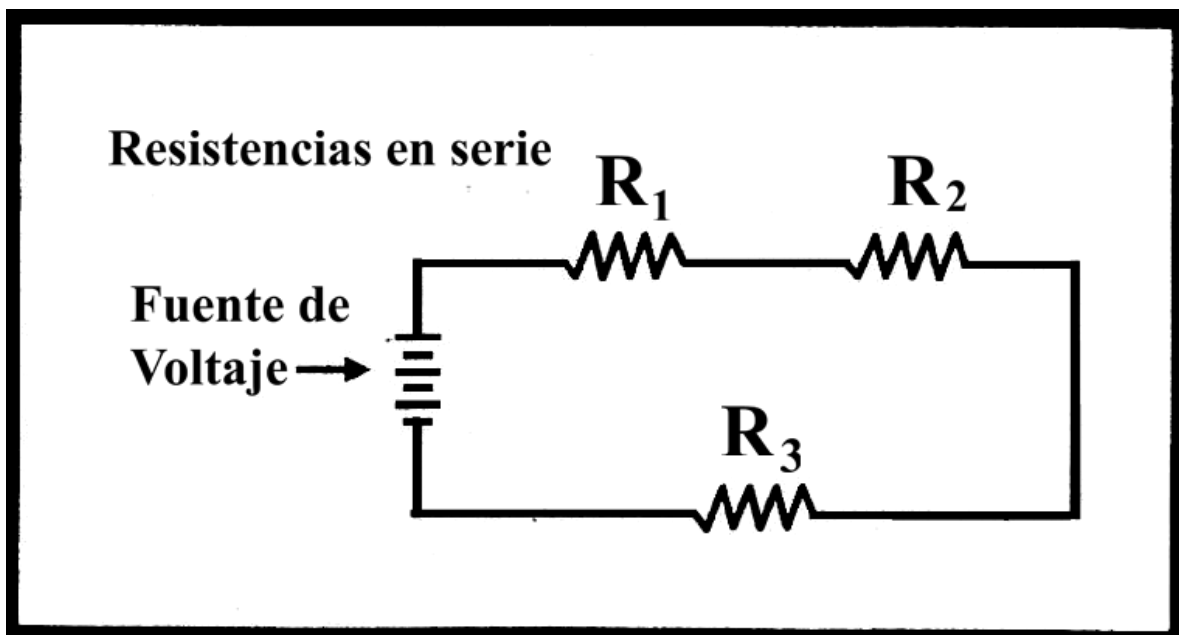 Resistencias en serie
R₁
R₂
Fuente de
Voltaje
R₃